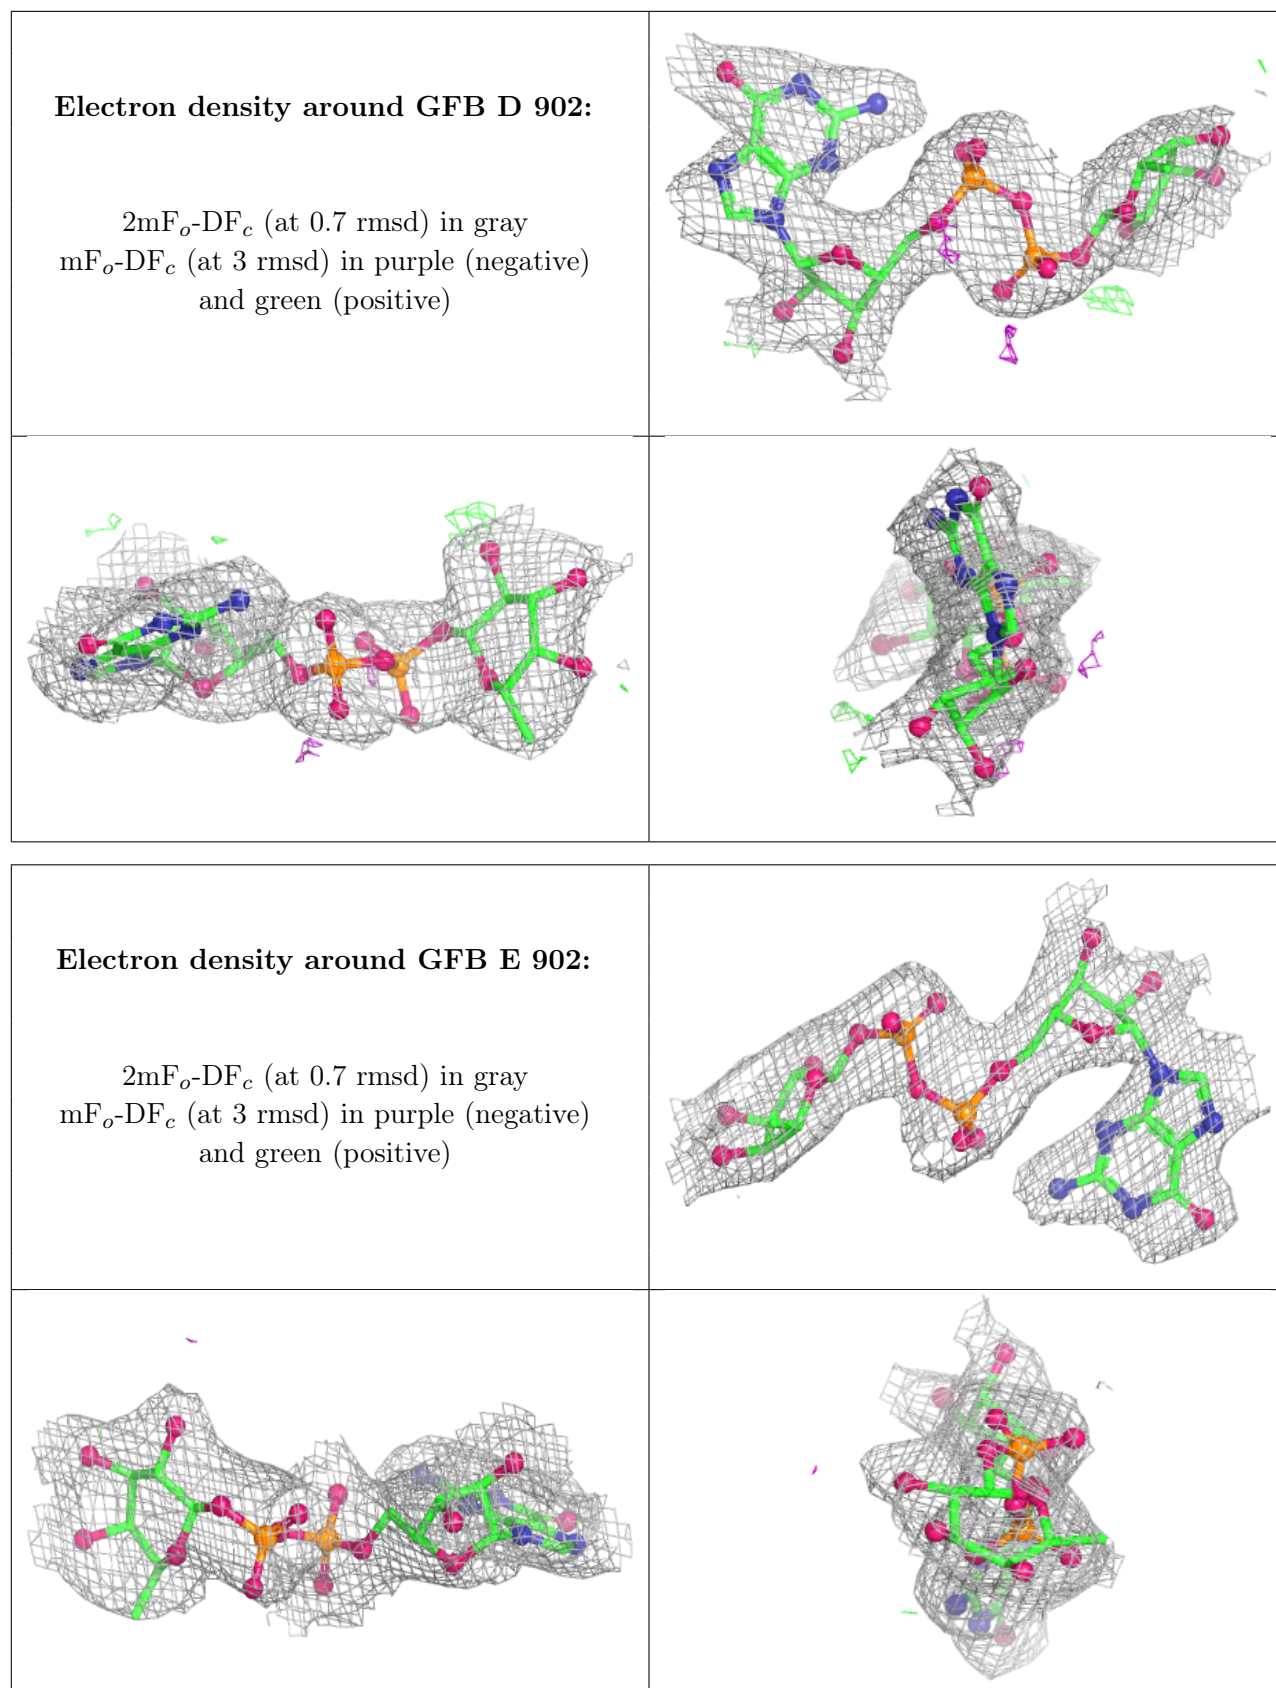 Electron density around GFB D 902:
2mFₒ-DF𝒸 (at 0.7 rmsd) in gray
mFₒ-DF𝒸 (at 3 rmsd) in purple (negative)
and green (positive)
Electron density around GFB E 902:
2mFₒ-DF𝒸 (at 0.7 rmsd) in gray
mFₒ-DF𝒸 (at 3 rmsd) in purple (negative)
and green (positive)